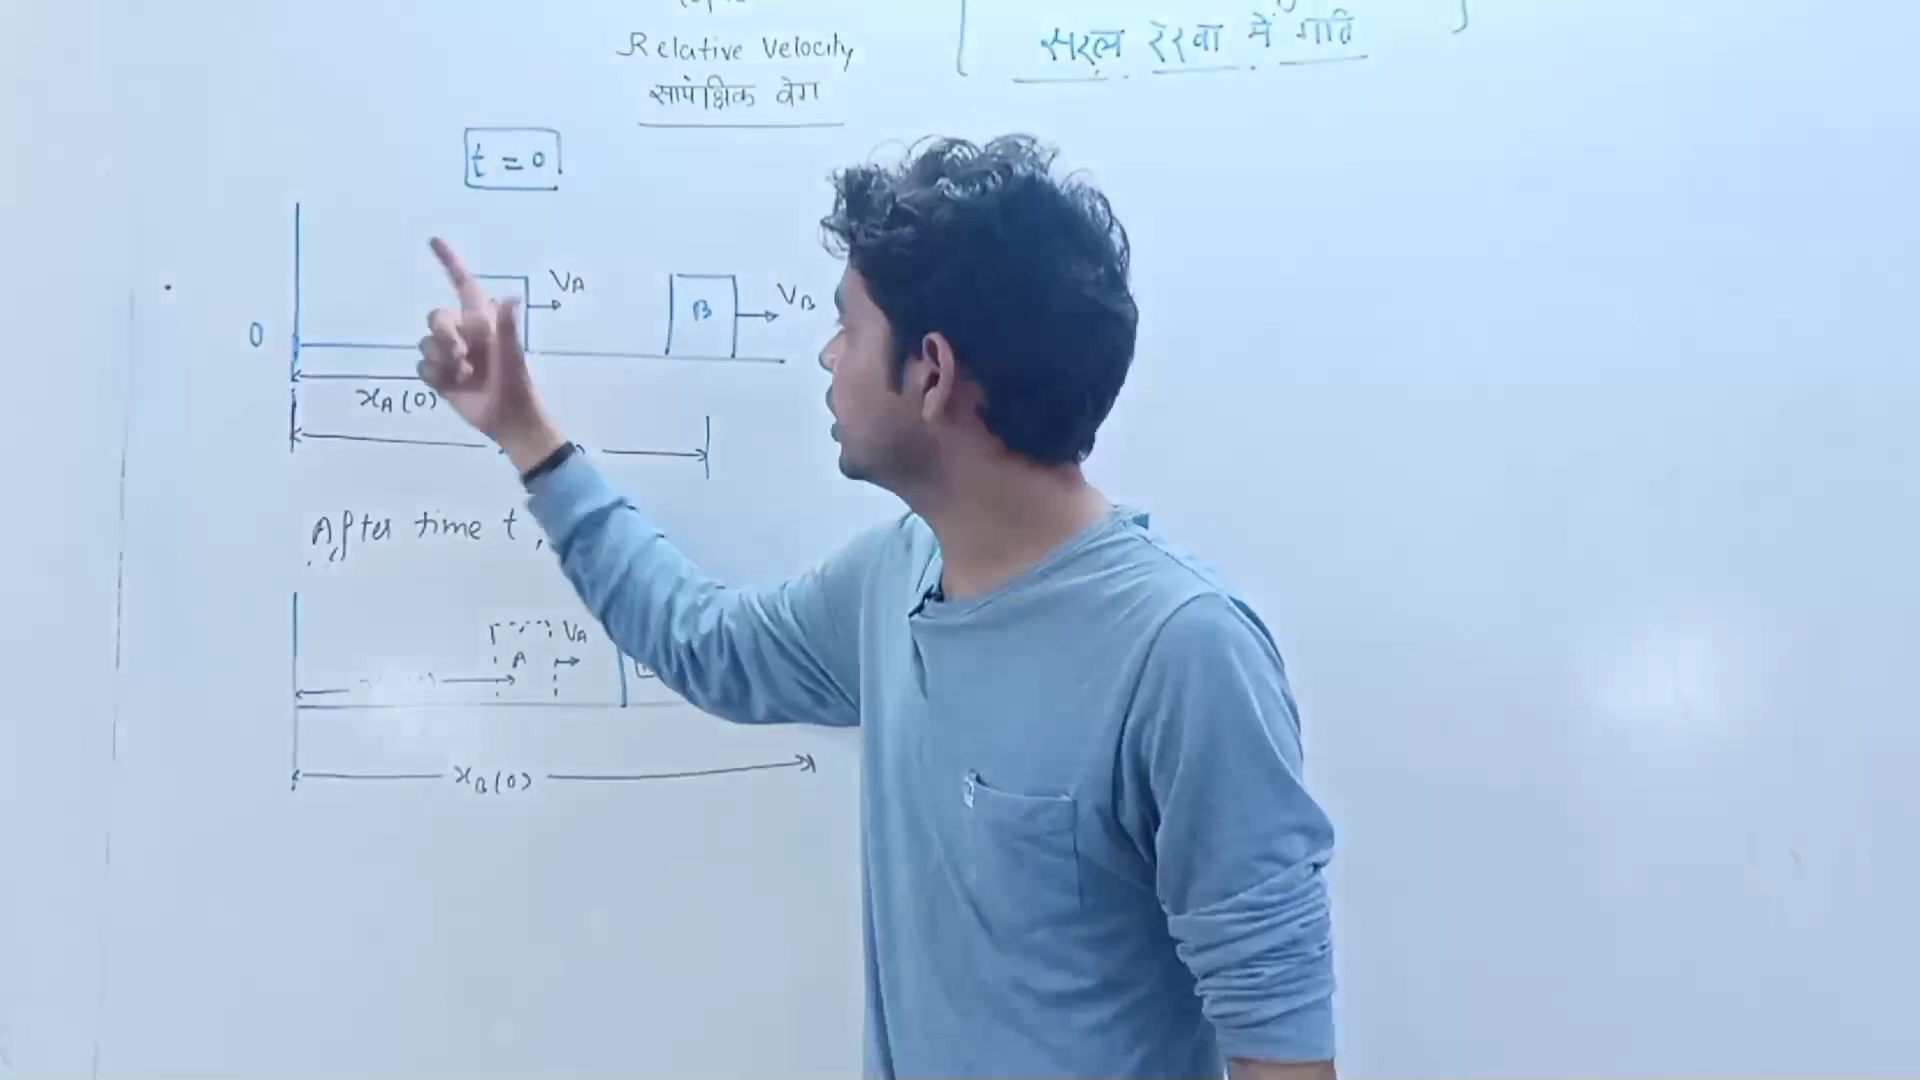 Relative Velocity
सापेक्षिक वेग
सरल रेखा में गति
t = 0
VA
B
VB
0
xA(0)
After time t,
VA
A
xB(0)